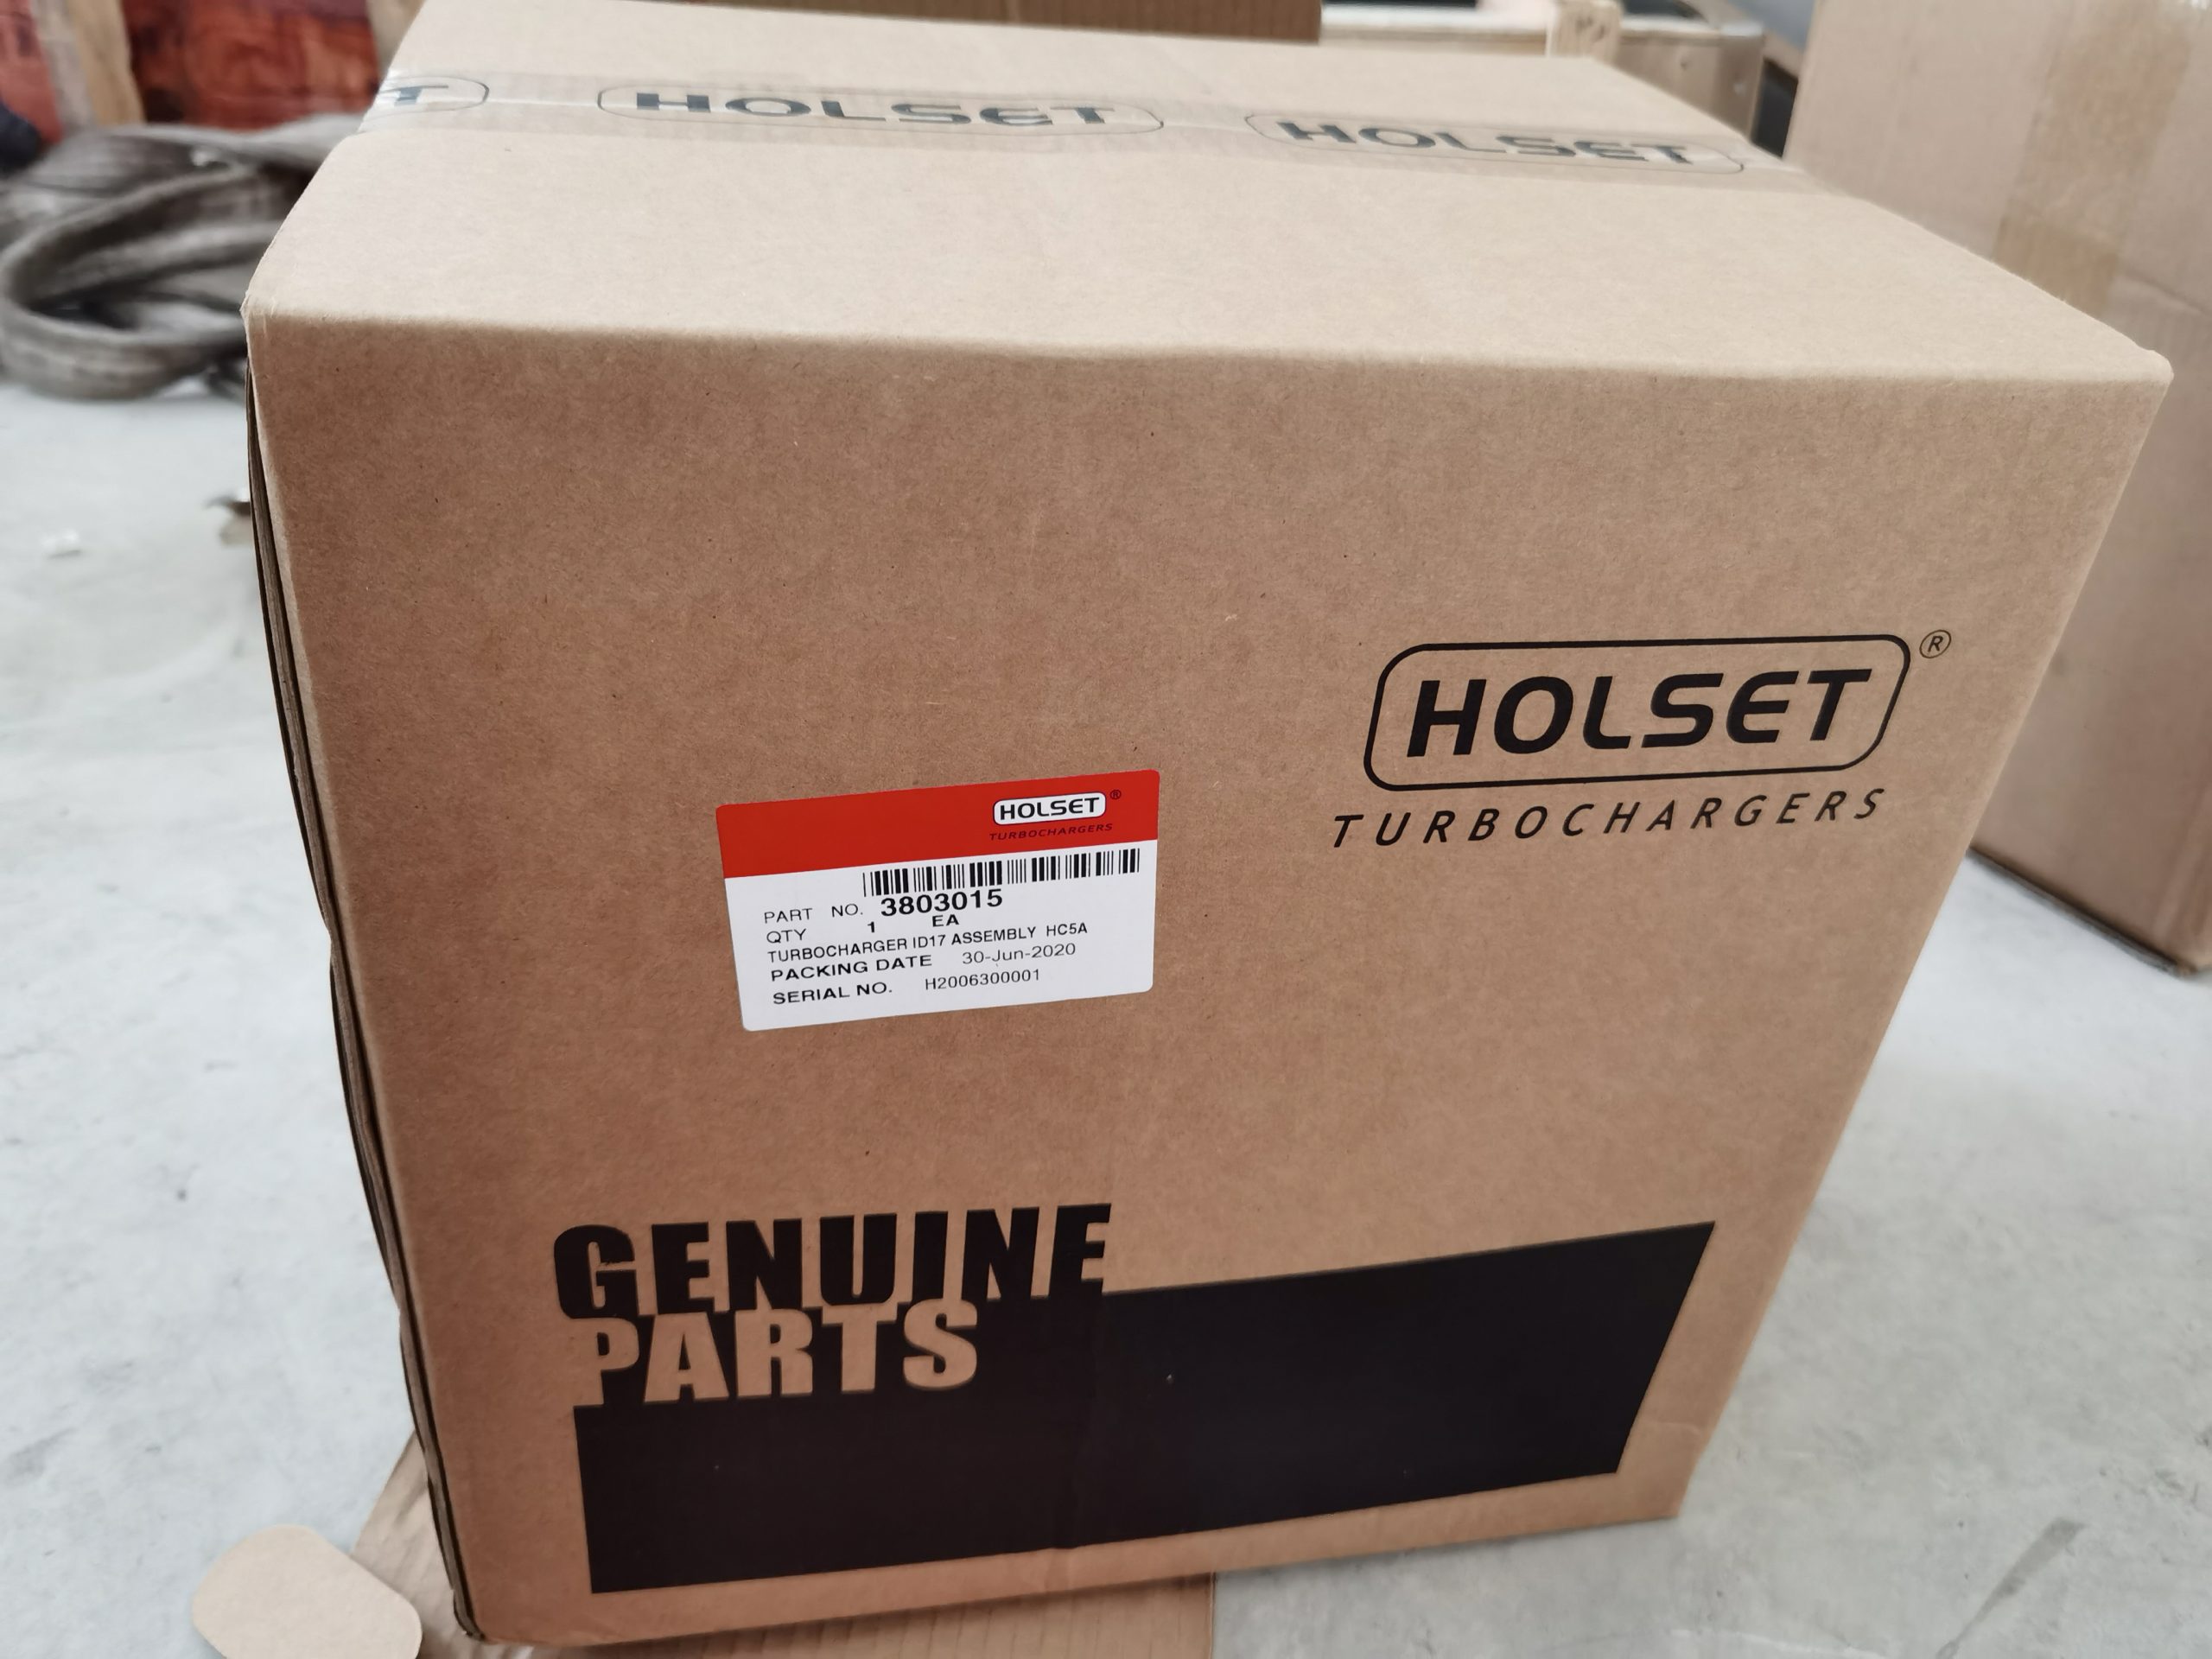 T
HOLSET
HOLSET
HOLSET®
TURBOCHARGERS
HOLSET®
TURBOCHARGERS
PART NO. 3803015
QTY 1 EA
TURBOCHARGER ID17 ASSEMBLY HC5A
PACKING DATE 30-Jun-2020
SERIAL NO. H2006300001
GENUINE
PARTS